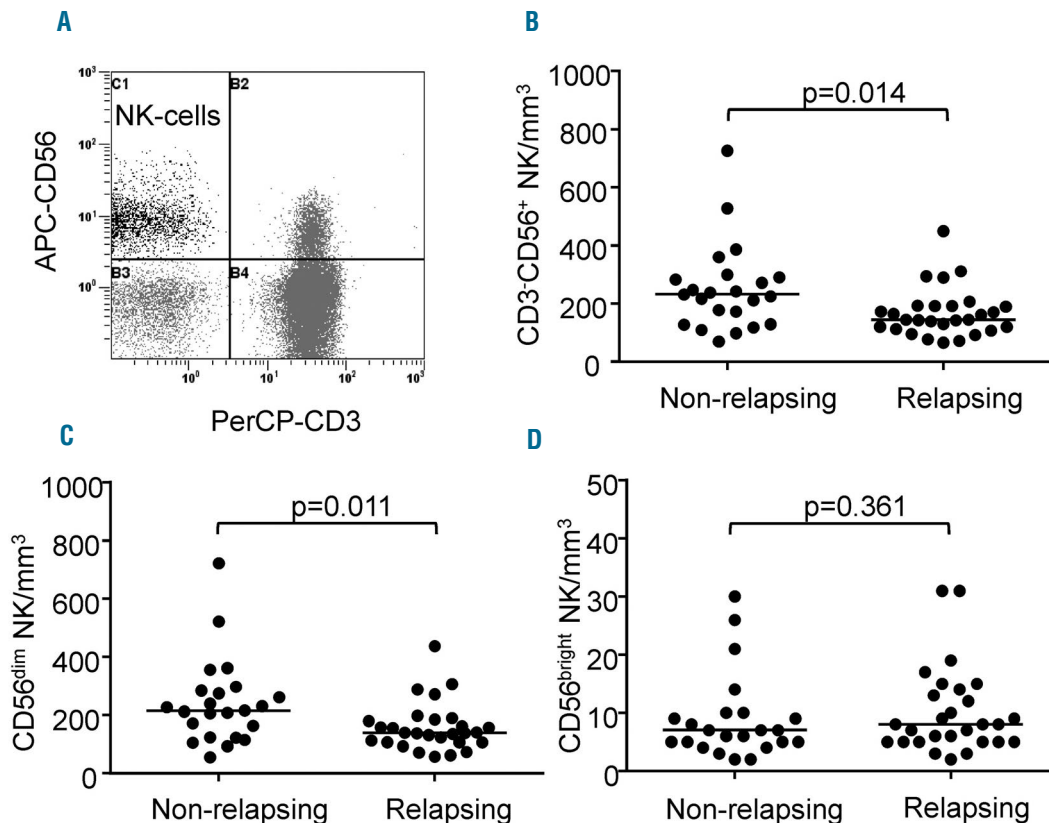 A
10³
C1
B2
NK-cells
10²
APC-CD56
10¹
B3
B4
10⁰
10⁰
10¹
10²
10³
PerCP-CD3
B
1000
p=0.014
800
CD3-CD56⁺ NK/mm³
600
400
200
0
Non-relapsing
Relapsing
C
1000
p=0.011
800
CD56ᵈⁱᵐ NK/mm³
600
400
200
0
Non-relapsing
Relapsing
D
50
p=0.361
40
CD56ᵇʳⁱᵍʰᵗ NK/mm³
30
20
10
0
Non-relapsing
Relapsing